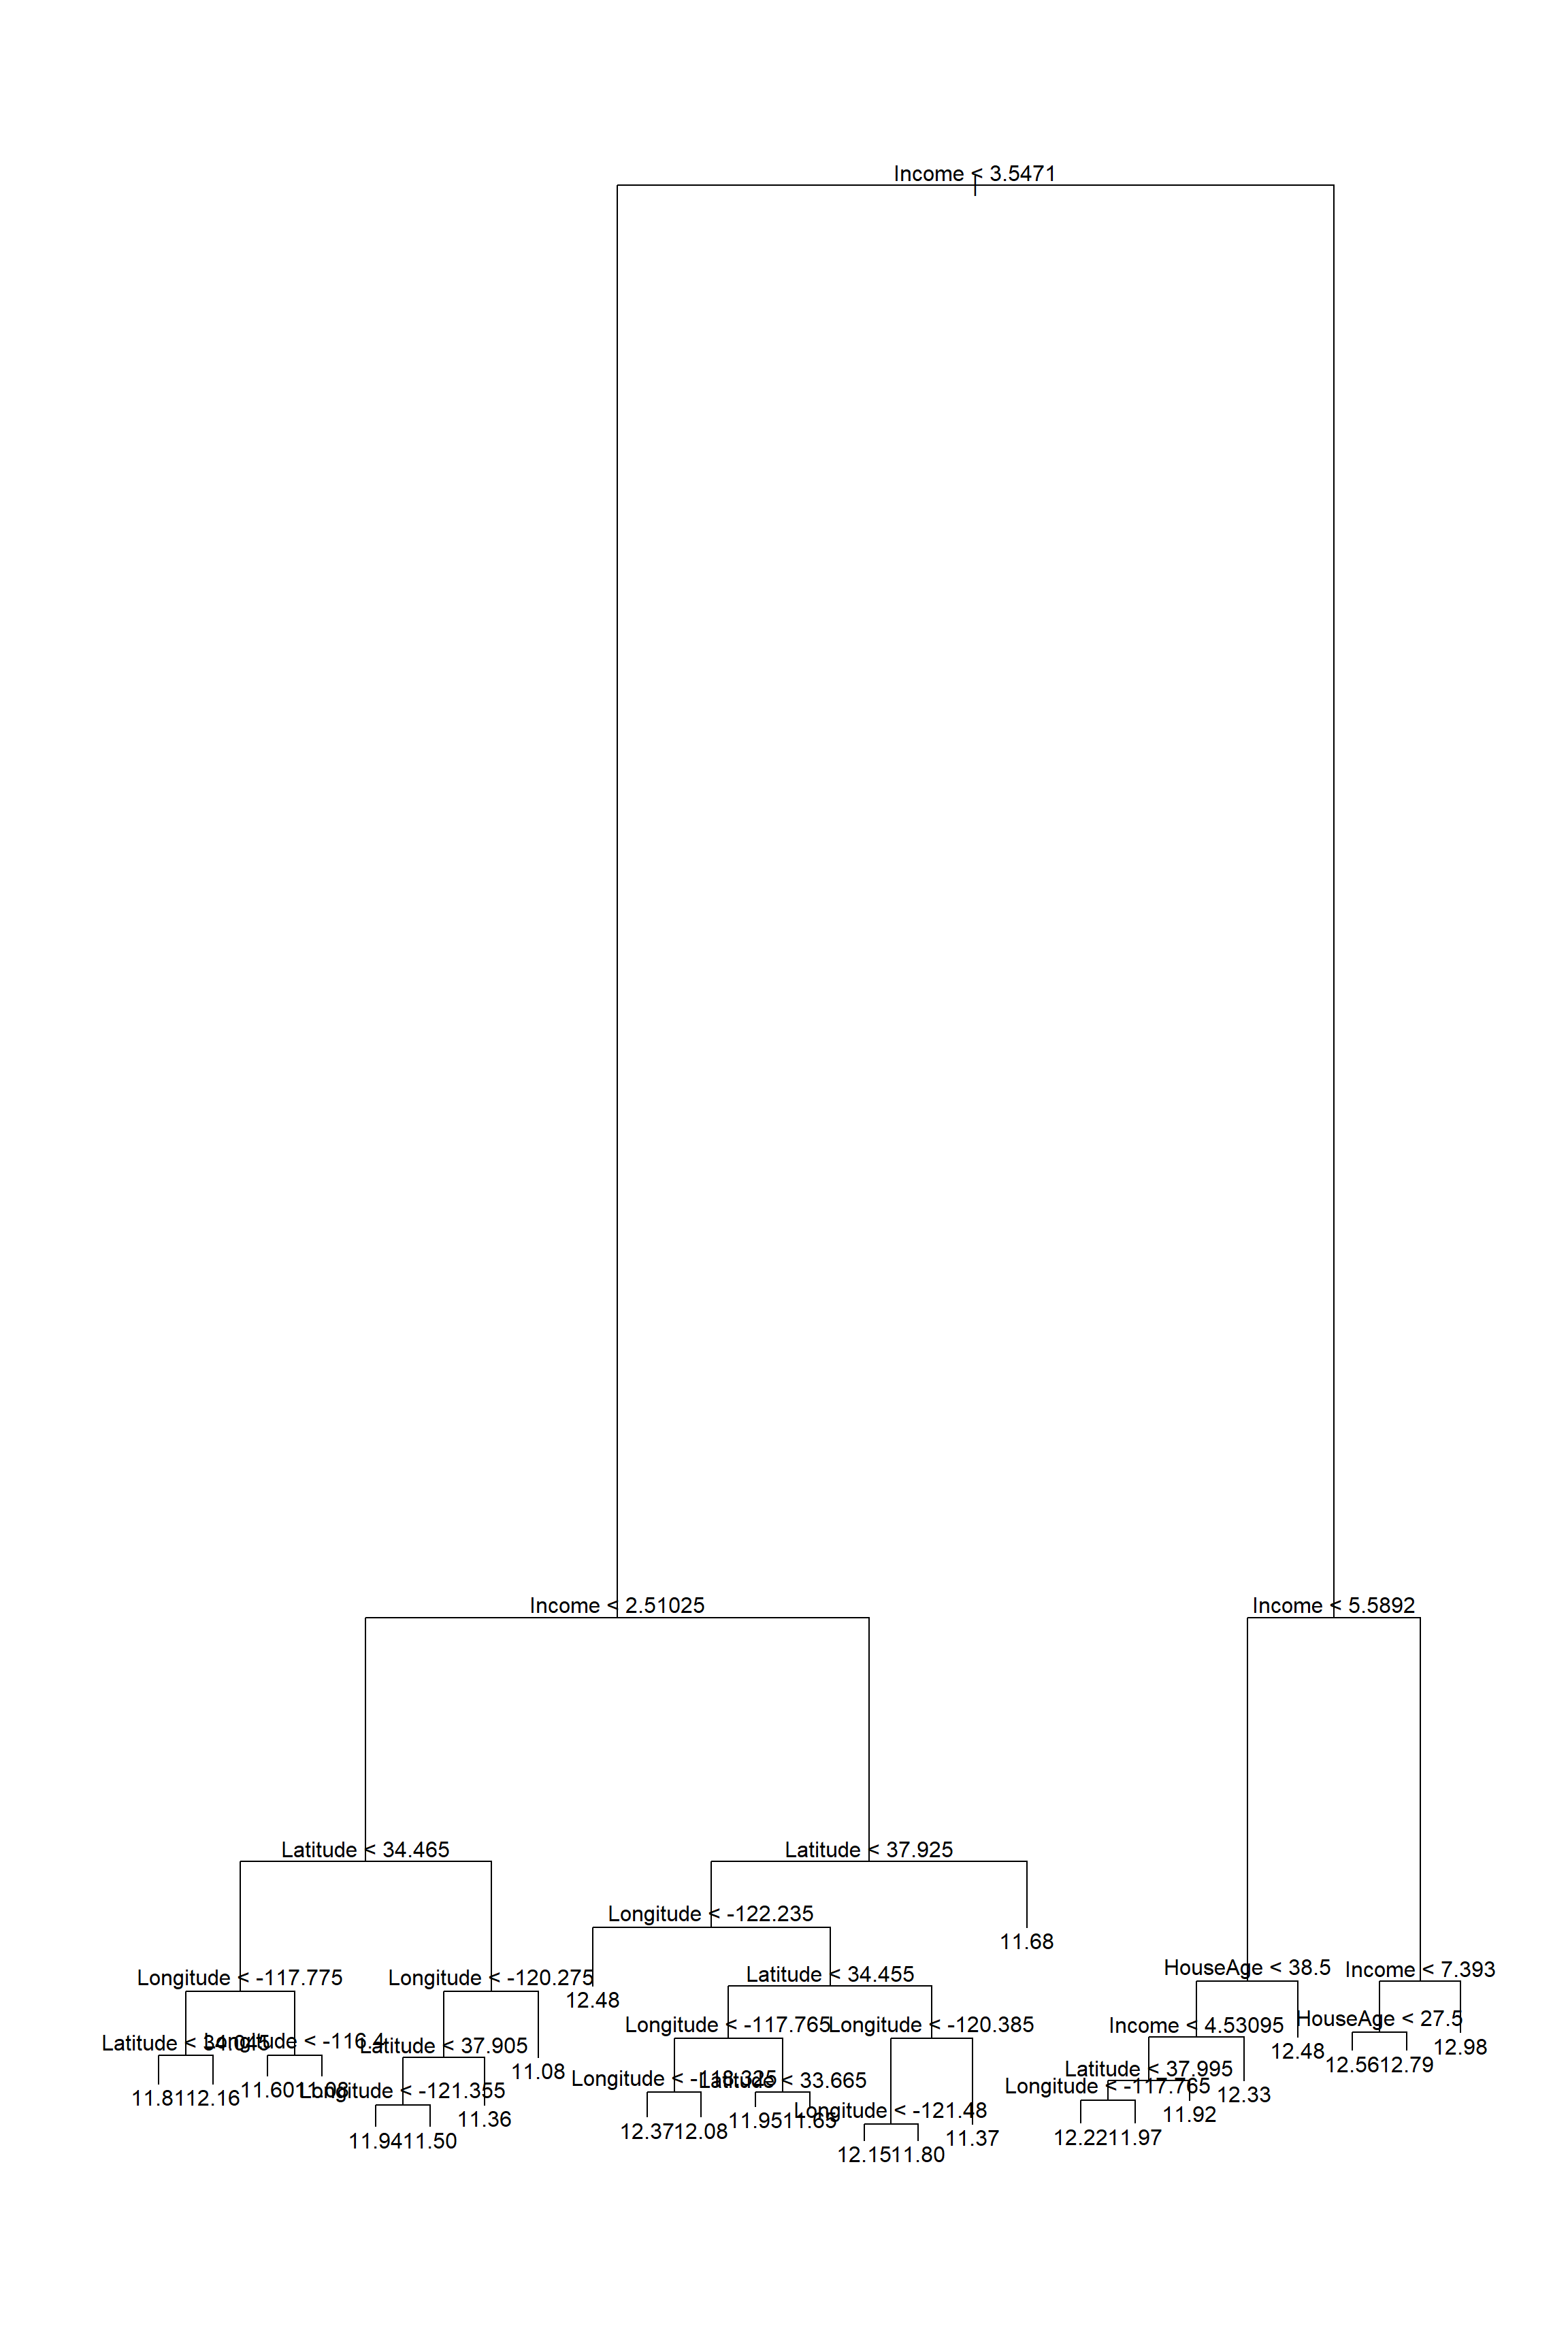 Income < 3.5471
Income < 2.51025
Income < 5.5892
Latitude < 34.465
Latitude < 37.925
Longitude < -122.235
11.68
Longitude < -117.775
Longitude < -120.275
12.48
Latitude < 34.455
HouseAge < 38.5
Income < 7.393
Latitude < 34.045
Longitude < -116.4
Latitude < 37.905
11.08
Longitude < -117.765
Longitude < -120.385
Income < 4.53095
12.48
HouseAge < 27.5
12.98
11.81
12.16
11.60
11.08
Longitude < -121.355
11.36
Longitude < -118.325
Latitude < 33.665
Longitude < -121.48
11.37
Latitude < 37.995
12.33
12.56
12.79
Longitude < -117.765
11.92
11.94
11.50
12.37
12.08
11.95
11.63
12.15
11.80
12.22
11.97